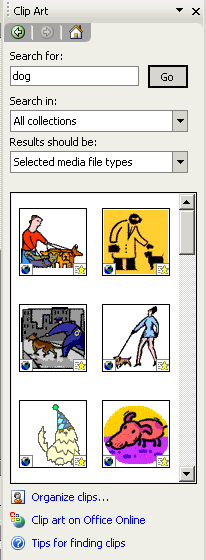 Clip Art
Search for:
dog
Go
Search in:
All collections
Results should be:
Selected media file types
Organize clips...
Clip art on Office Online
Tips for finding clips